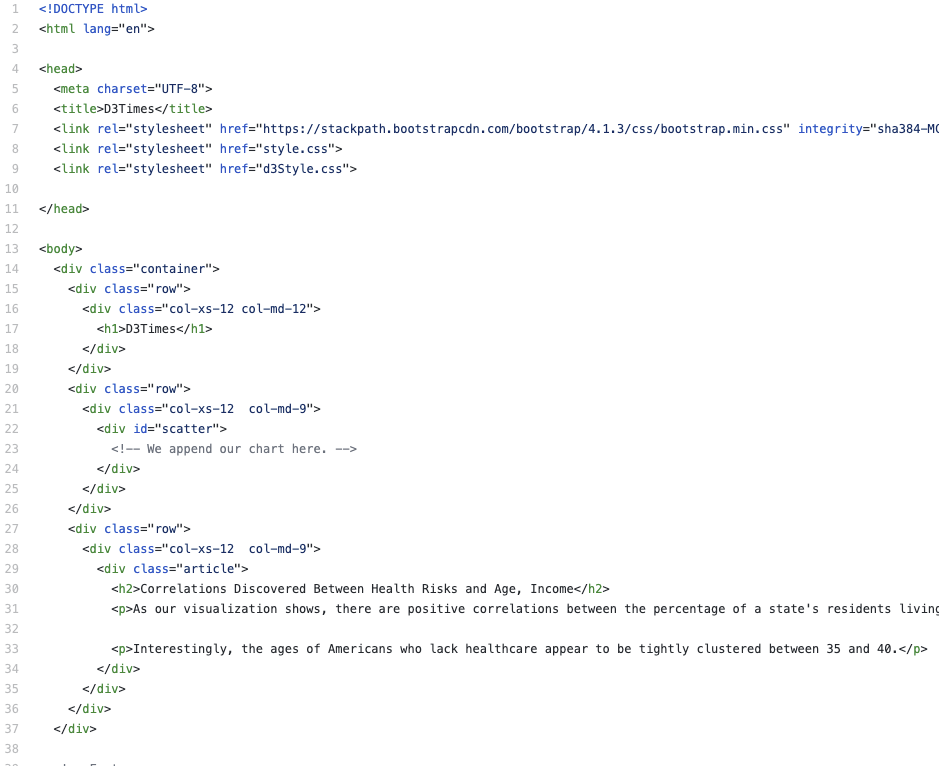 1 <!DOCTYPE html>
2 <html lang="en">
3
4 <head>
5   <meta charset="UTF-8">
6   <title>D3Times</title>
7   <link rel="stylesheet" href="https://stackpath.bootstrapcdn.com/bootstrap/4.1.3/css/bootstrap.min.css" integrity="sha384-MC
8   <link rel="stylesheet" href="style.css">
9   <link rel="stylesheet" href="d3Style.css">
10
11 </head>
12
13 <body>
14   <div class="container">
15     <div class="row">
16       <div class="col-xs-12 col-md-12">
17         <h1>D3Times</h1>
18       </div>
19     </div>
20     <div class="row">
21       <div class="col-xs-12  col-md-9">
22         <div id="scatter">
23           <!-- We append our chart here. -->
24         </div>
25       </div>
26     </div>
27     <div class="row">
28       <div class="col-xs-12  col-md-9">
29         <div class="article">
30           <h2>Correlations Discovered Between Health Risks and Age, Income</h2>
31           <p>As our visualization shows, there are positive correlations between the percentage of a state's residents living
32
33           <p>Interestingly, the ages of Americans who lack healthcare appear to be tightly clustered between 35 and 40.</p>
34         </div>
35       </div>
36     </div>
37   </div>
38